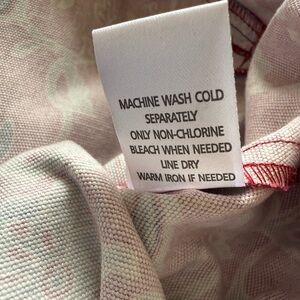 MACHINE WASH COLD
SEPARATELY
ONLY NON-CHLORINE
BLEACH WHEN NEEDED
LINE DRY
WARM IRON IF NEEDED